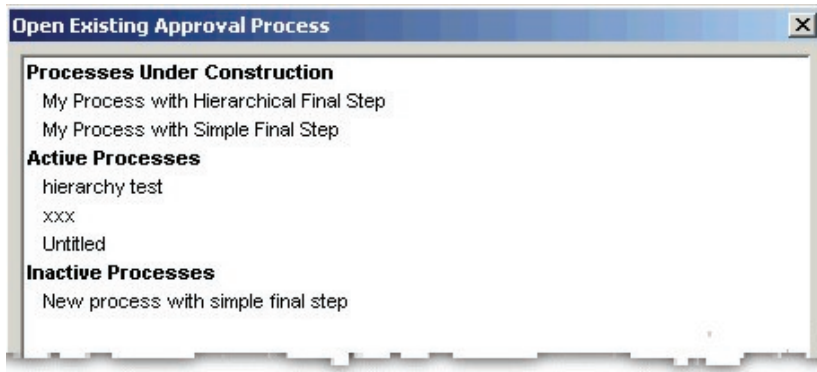 Open Existing Approval Process
Processes Under Construction
My Process with Hierarchical Final Step
My Process with Simple Final Step
Active Processes
hierarchy test
xxx
Untitled
Inactive Processes
New process with simple final step